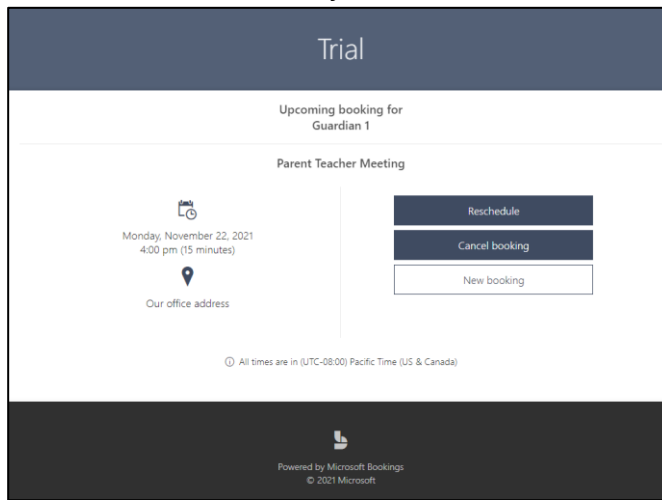 Trial
Upcoming booking for
Guardian 1
Parent Teacher Meeting
Monday, November 22, 2021
4:00 pm (15 minutes)
Our office address
Reschedule
Cancel booking
New booking
All times are in (UTC-08:00) Pacific Time (US & Canada)
Powered by Microsoft Bookings
© 2021 Microsoft